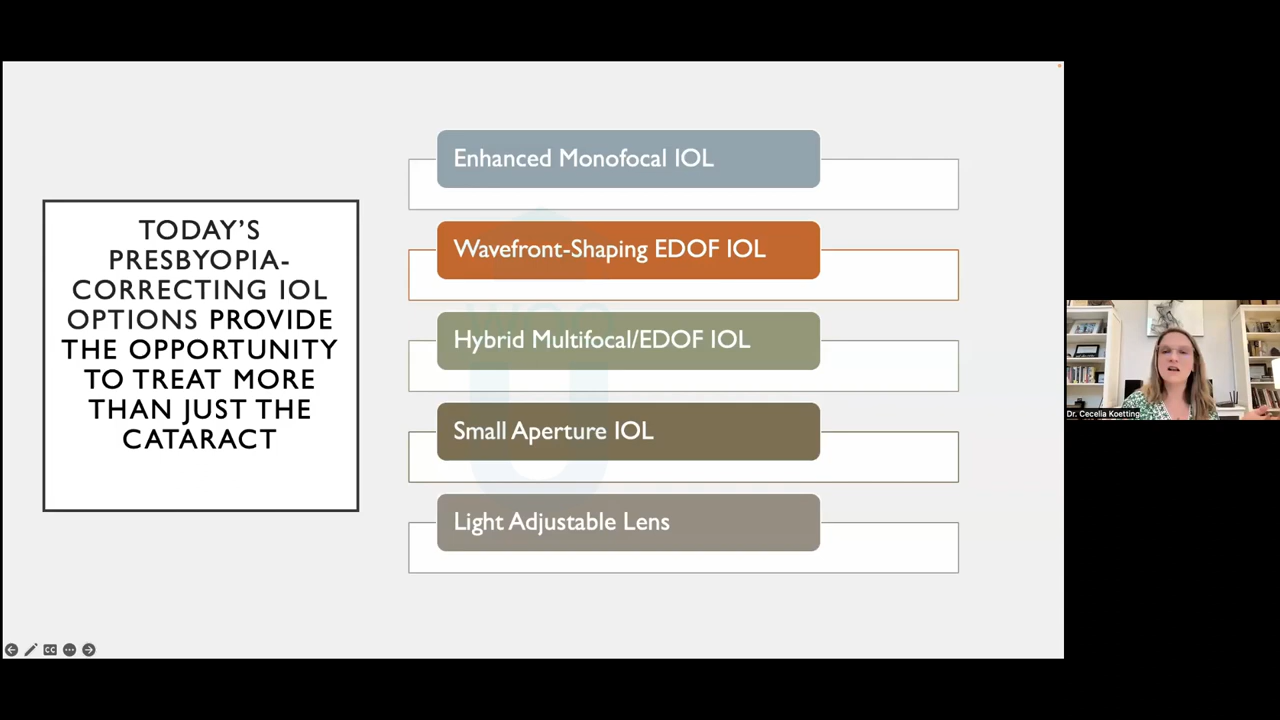 TODAY'S
PRESBYOPIA-
CORRECTING IOL
OPTIONS PROVIDE
THE OPPORTUNITY
TO TREAT MORE
THAN JUST THE
CATARACT
Enhanced Monofocal IOL
Wavefront-Shaping EDOF IOL
Hybrid Multifocal/EDOF IOL
Small Aperture IOL
Light Adjustable Lens
CC
Dr. Cecelia Koetting